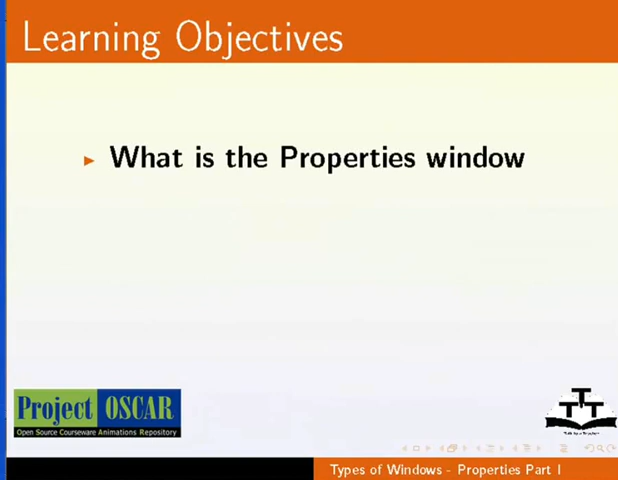 Learning Objectives
What is the Properties window
Project OSCAR
Open Source Courseware Animations Repository
TTT
Types of Windows - Properties Part I